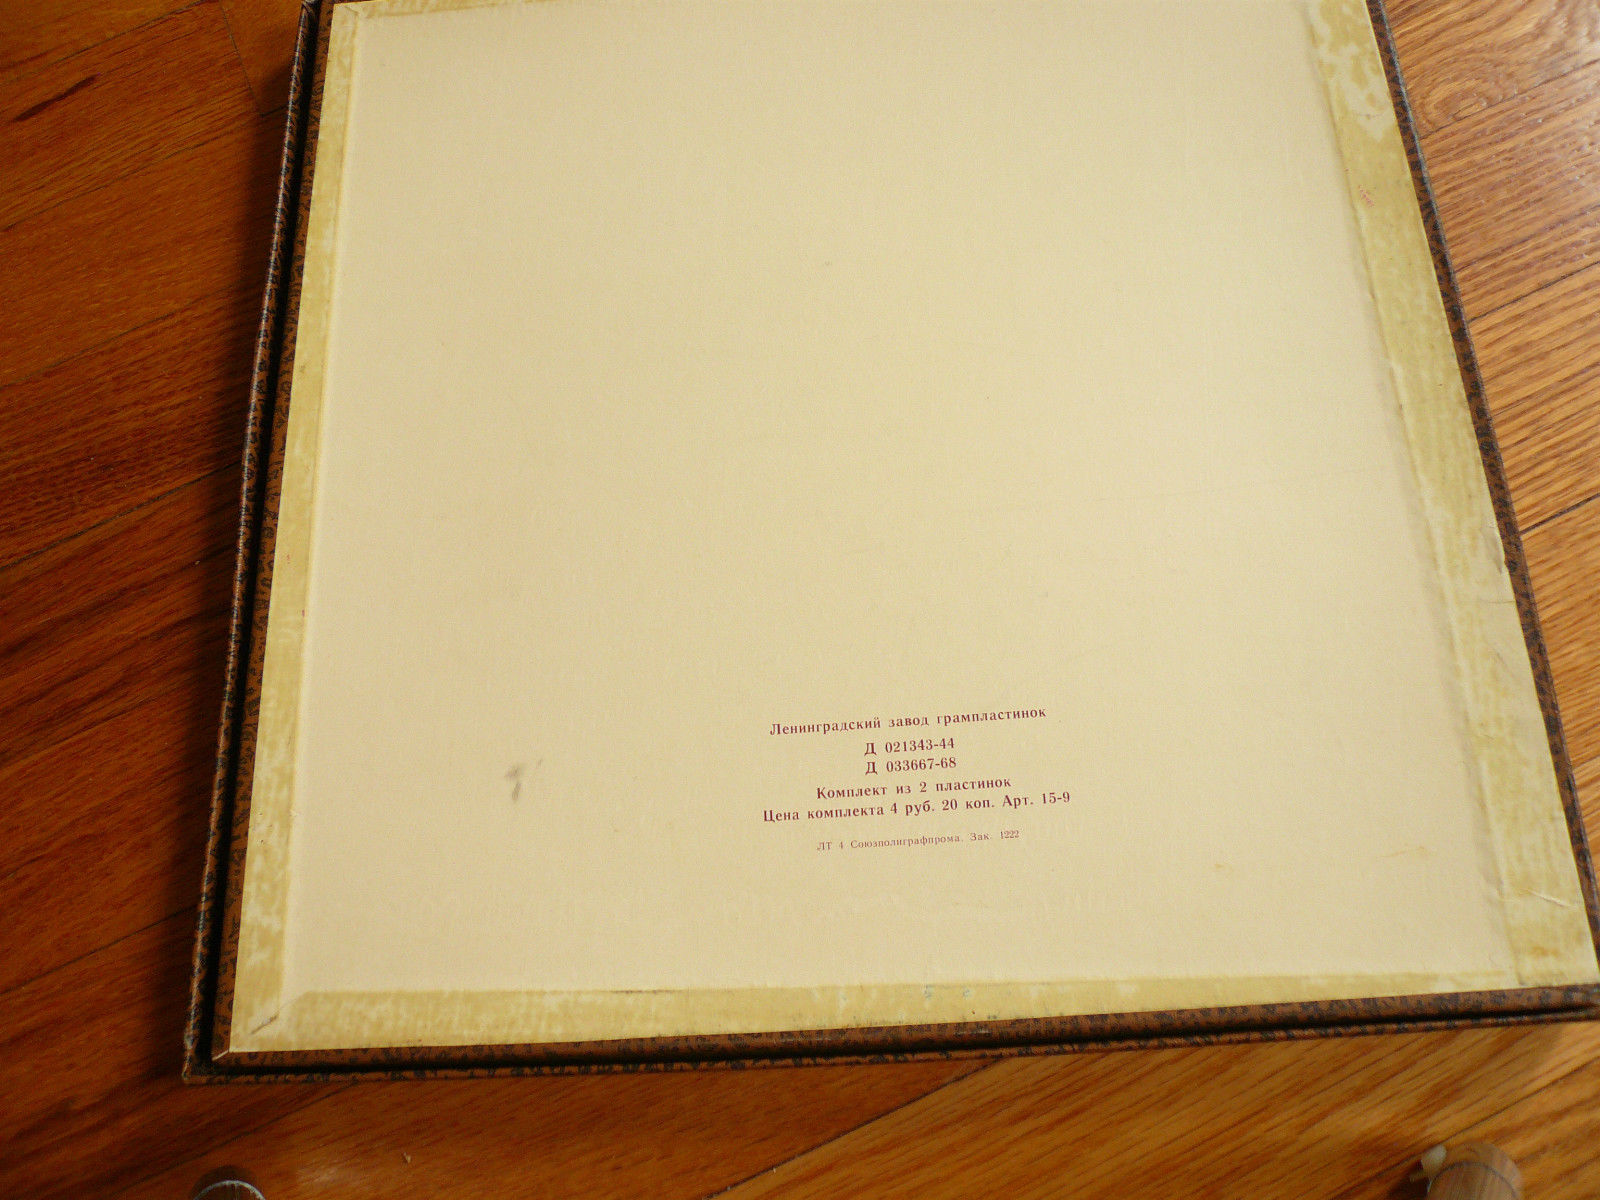 Ленинградский завод грампластинок
Д 021343-44
Д 033667-68
Комплект из 2 пластинок
Цена комплекта 4 руб. 20 коп. Арт. 15-9
ЛТ 4 Союзполиграфпрома. Зак. 1222